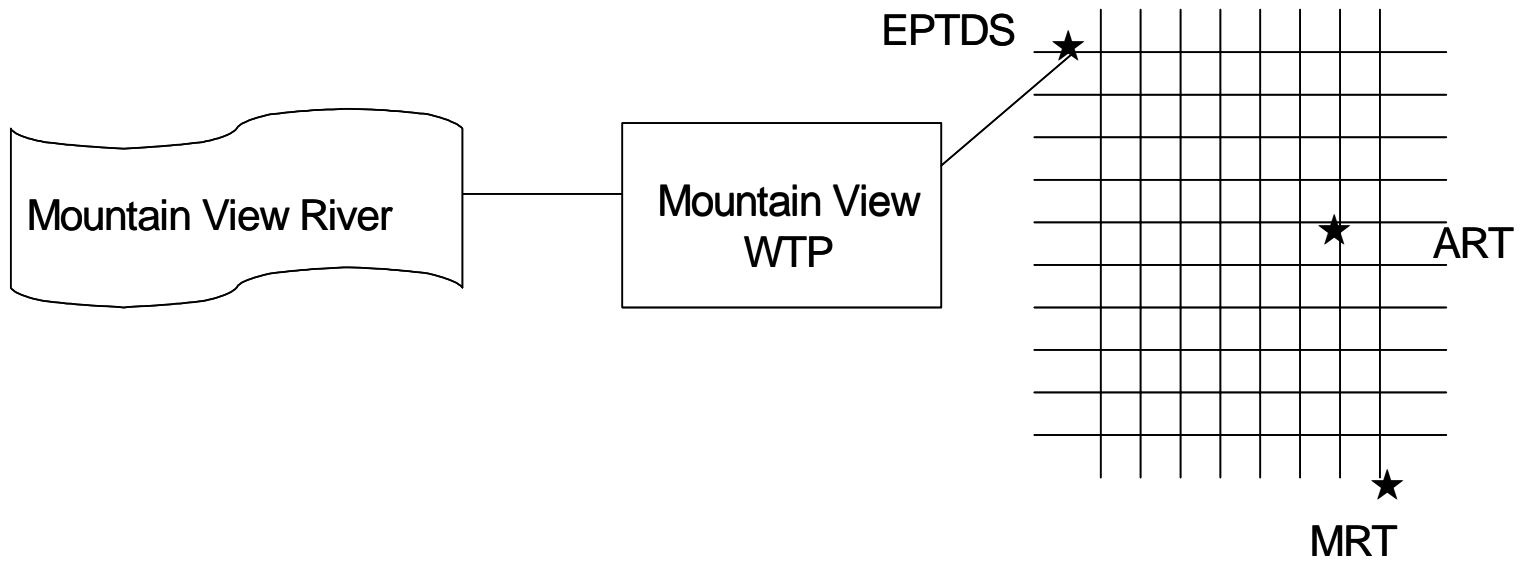 EPTDS
Mountain View River
Mountain View
WTP
ART
MRT